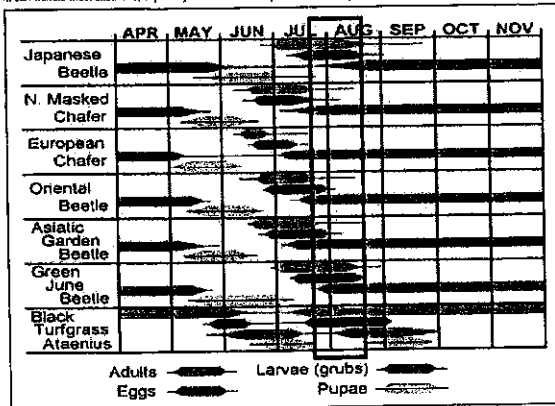 APR MAY JUN JUL AUG SEP OCT NOV
Japanese
Beetle
N. Masked
Chafer
European
Chafer
Oriental
Beetle
Asiatic
Garden
Beetle
Green
June
Beetle
Black
Turfgrass
Ataenius
Adults Larvae (grubs)
Eggs Pupae